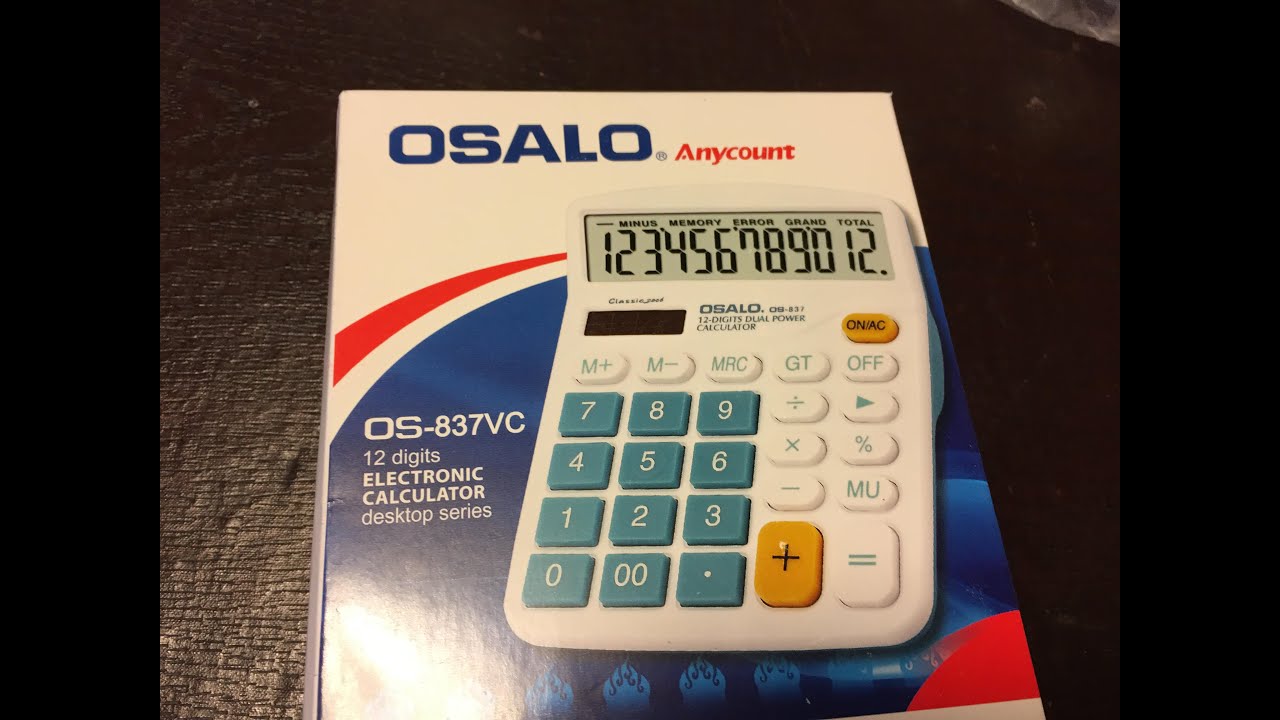 OSALO® Anycount
— MINUS MEMORY ERROR GRAND TOTAL
123456789012.
OSALO. OS-837
12-DIGITS DUAL POWER
CALCULATOR
ON/AC
M+ M− MRC GT OFF
7 8 9 ÷ ►
4 5 6 × %
1 2 3 − MU
0 00 . + =
OS-837VC
12 digits
ELECTRONIC
CALCULATOR
desktop series